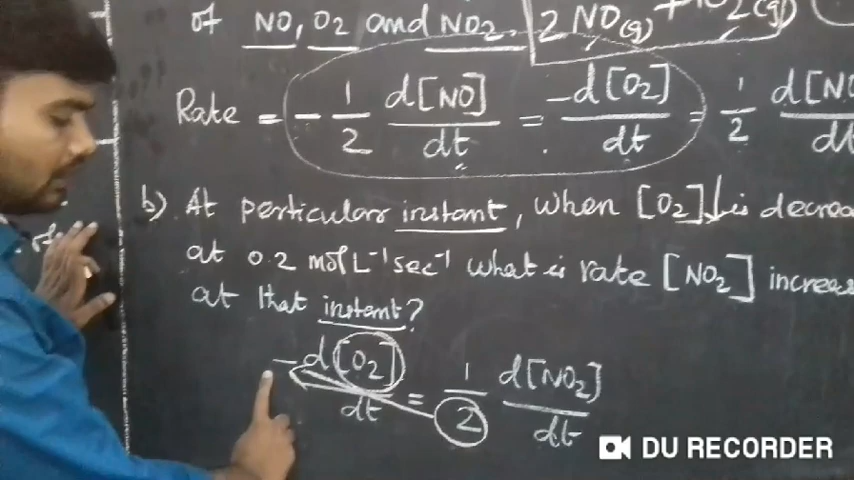 of NO, O₂ and NO₂. 2 NO(g) + O₂(g)
Rate = - 1/2 d[NO]/dt = -d[O₂]/dt = 1/2
b) At particular instant, when [O₂]↓ is decrea
at 0.2 mol L⁻¹ sec⁻¹ what is rate [NO₂] increas
at that instant?
-d[O₂]/dt = 1/2 d[NO₂]/dt
DU RECORDER